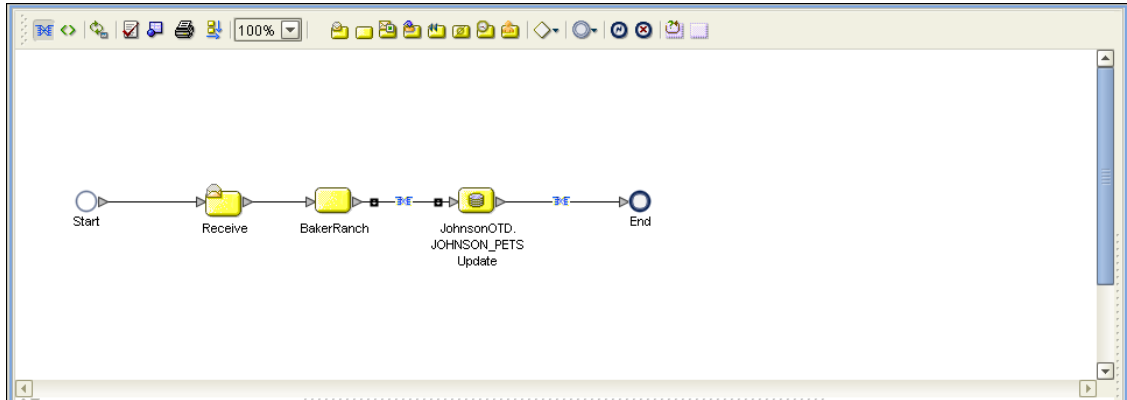 100%
Start
Receive
BakerRanch
JohnsonOTD.
JOHNSON_PETS
Update
End